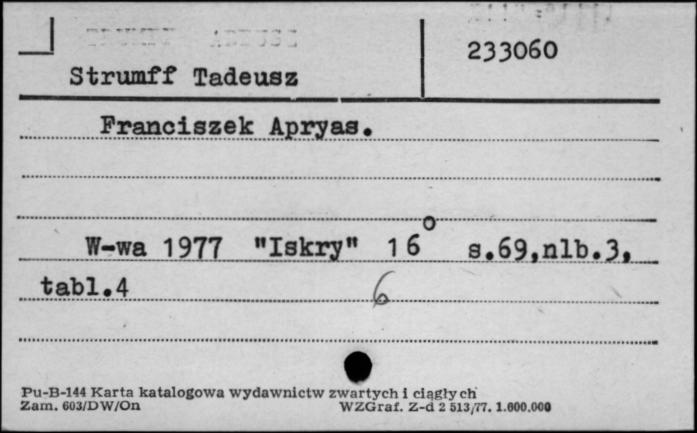 233060
Strumff Tadeusz
Franciszek Apryas.
W-wa 1977 "Iskry" 16° s.69,nlb.3,
tabl.4 6
Pu-B-144 Karta katalogowa wydawnictw zwartych i ciągłych
Zam. 603/DW/On WZGraf. Z-d 2 513/77. 1.600.000